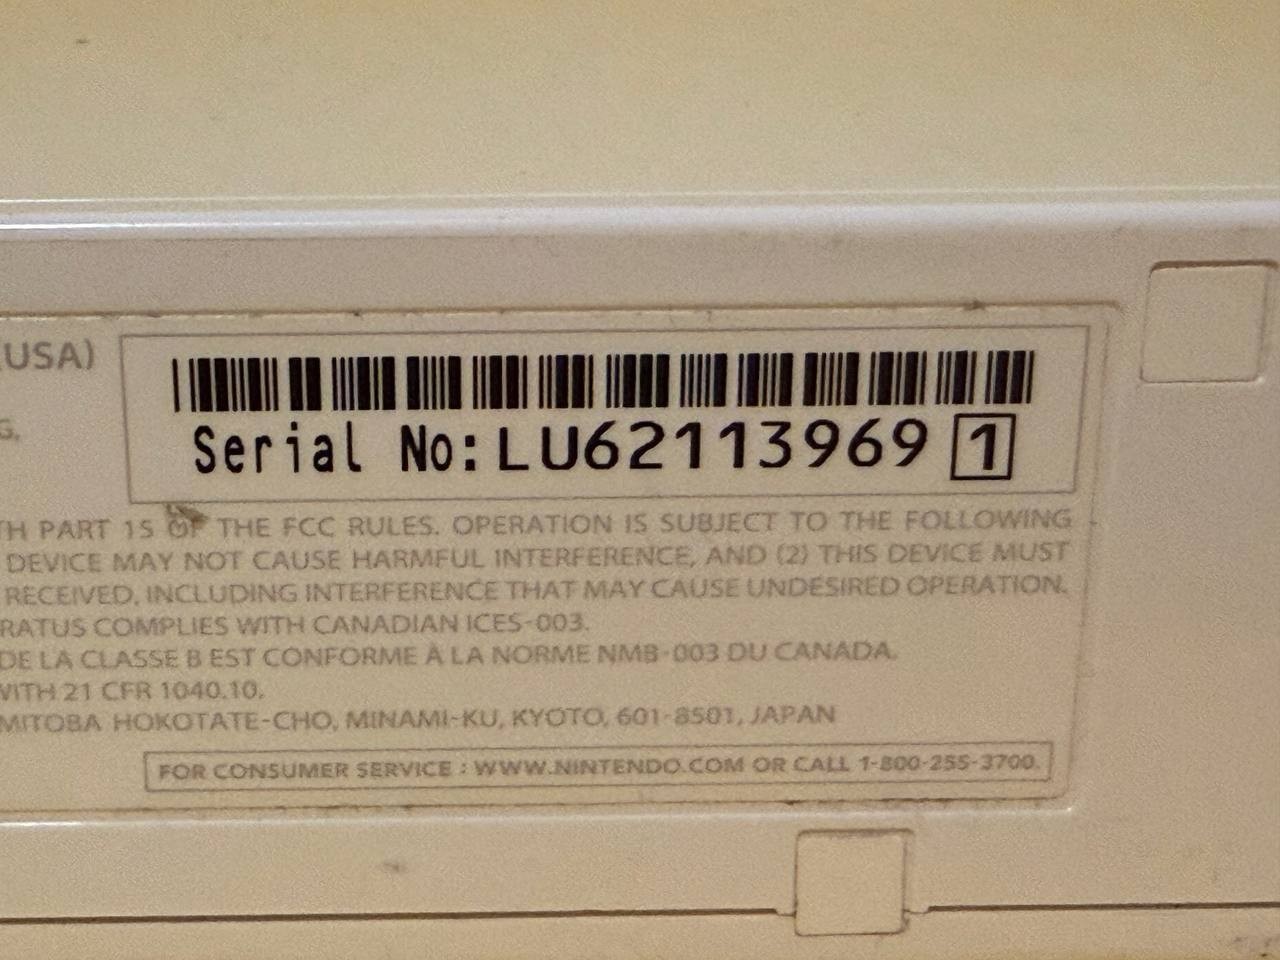 (USA)
G,
Serial No:LU62113969 1
TH PART 15 OF THE FCC RULES. OPERATION IS SUBJECT TO THE FOLLOWING
DEVICE MAY NOT CAUSE HARMFUL INTERFERENCE, AND (2) THIS DEVICE MUST
RECEIVED, INCLUDING INTERFERENCE THAT MAY CAUSE UNDESIRED OPERATION.
RATUS COMPLIES WITH CANADIAN ICES-003.
DE LA CLASSE B EST CONFORME À LA NORME NMB-003 DU CANADA.
WITH 21 CFR 1040.10.
MITOBA HOKOTATE-CHO, MINAMI-KU, KYOTO, 601-8501, JAPAN
FOR CONSUMER SERVICE : WWW.NINTENDO.COM OR CALL 1-800-255-3700.